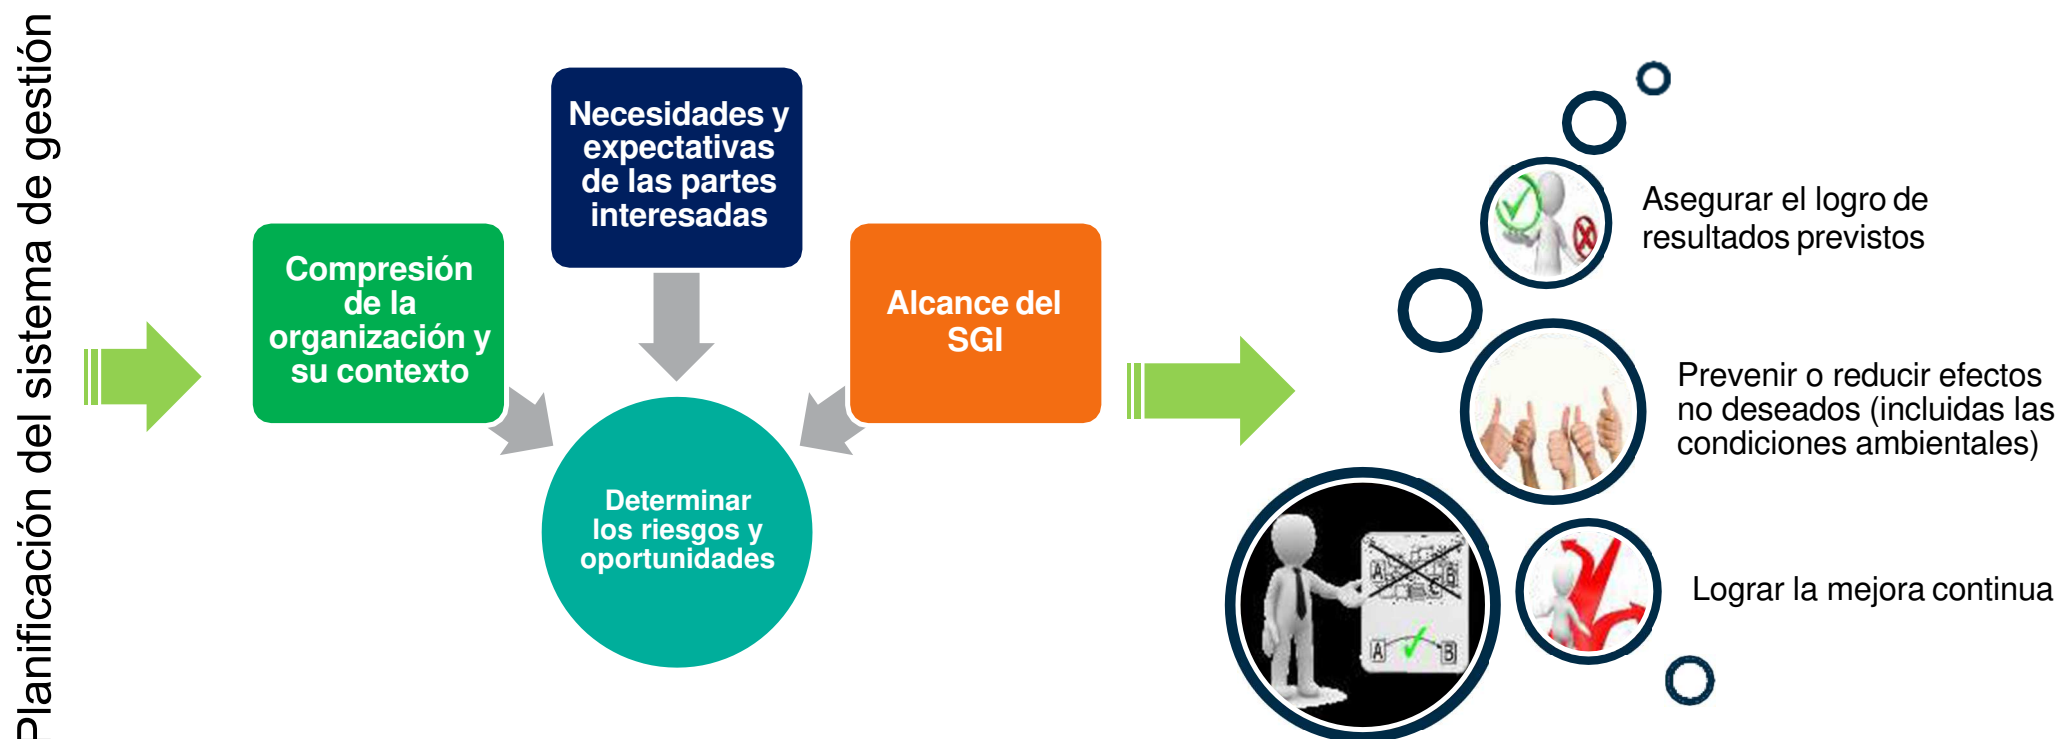 Planificación del sistema de gestión
Compresión
de la
organización y
su contexto
Necesidades y
expectativas
de las partes
interesadas
Alcance del
SGI
Determinar
los riesgos y
oportunidades
Asegurar el logro de
resultados previstos
Prevenir o reducir efectos
no deseados (incluidas las
condiciones ambientales)
Lograr la mejora continua
A B
C
A B